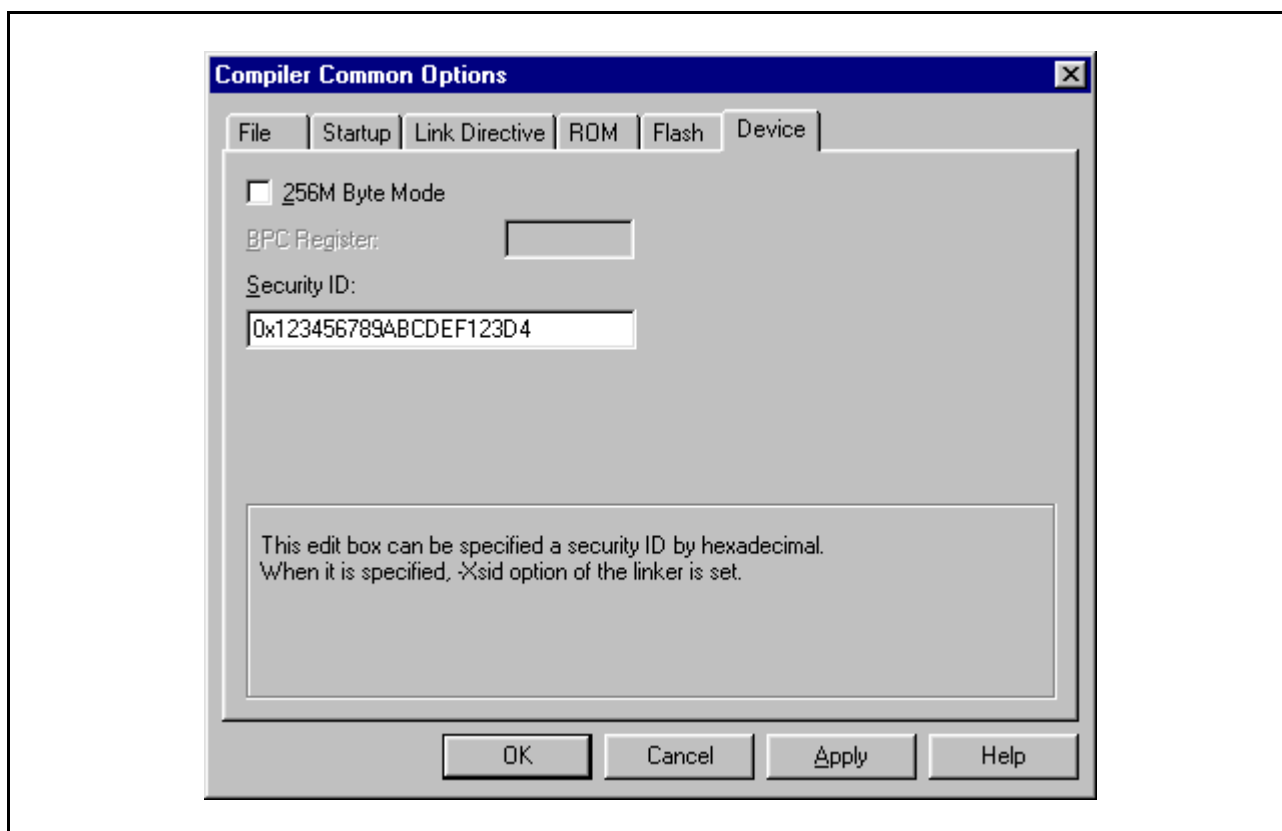 Compiler Common Options
File Startup Link Directive ROM Flash Device
256M Byte Mode
BPC Register:
Security ID:
0x123456789ABCDEF123D4
This edit box can be specified a security ID by hexadecimal.
When it is specified, -Xsid option of the linker is set.
OK Cancel Apply Help